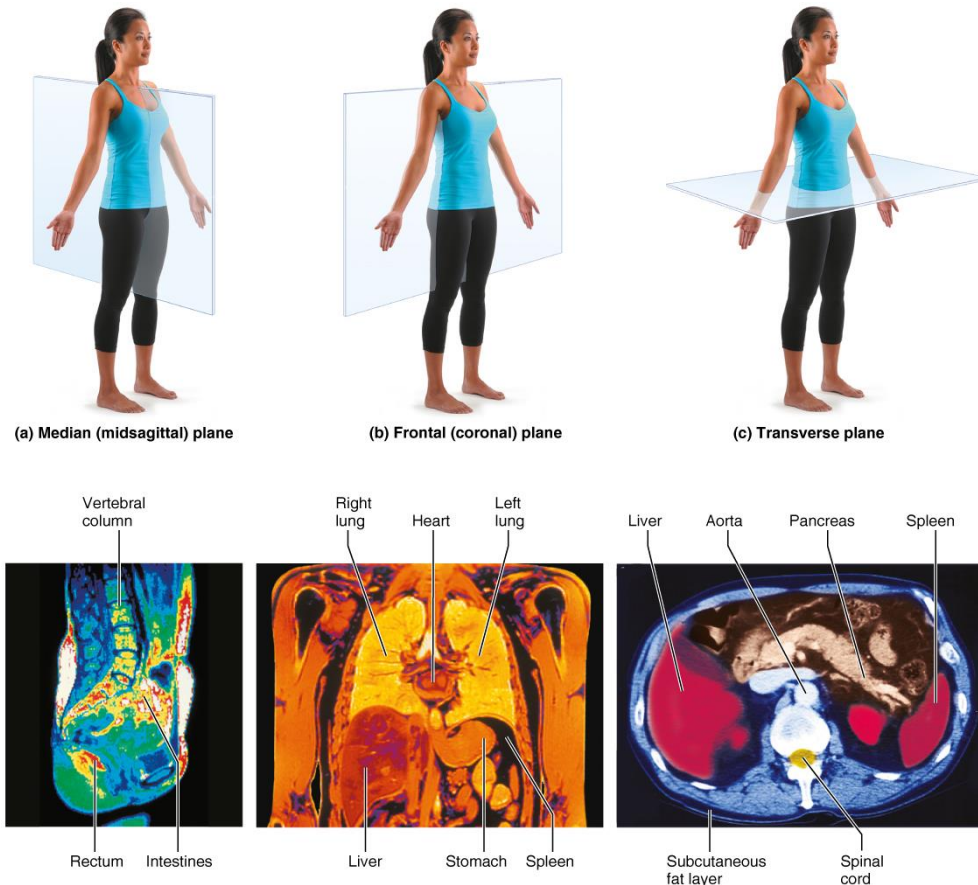 (a) Median (midsagittal) plane
(b) Frontal (coronal) plane
(c) Transverse plane
Vertebral
column
Rectum
Intestines
Right
lung
Heart
Left
lung
Liver
Stomach
Spleen
Liver
Aorta
Pancreas
Spleen
Subcutaneous
fat layer
Spinal
cord